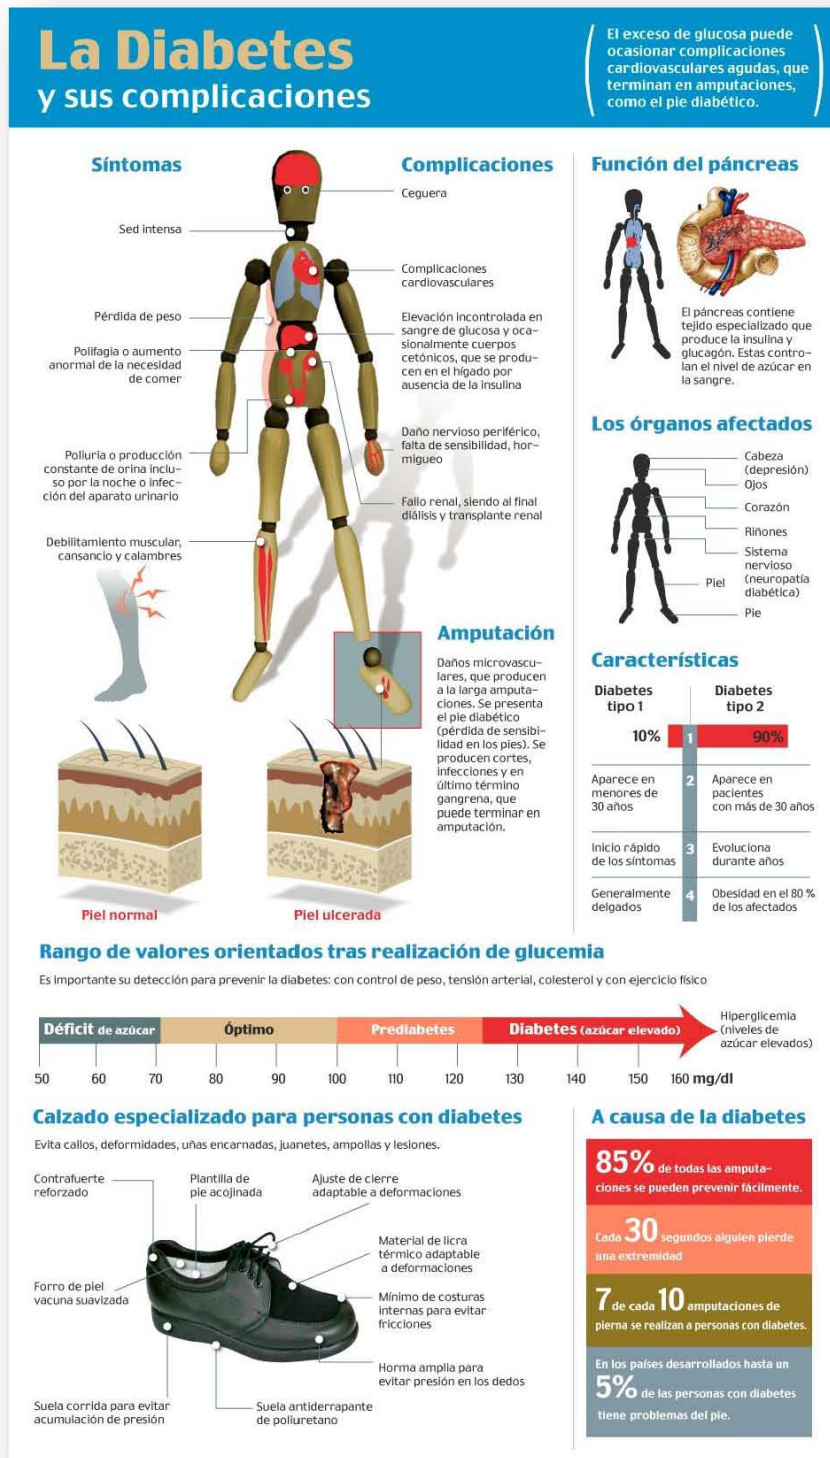 La Diabetes
y sus complicaciones
El exceso de glucosa puede
ocasionar complicaciones
cardiovasculares agudas, que
terminan en amputaciones,
como el pie diabético.
Síntomas
Sed intensa
Pérdida de peso
Polifagia o aumento
anormal de la necesidad
de comer
Poliuria o producción
constante de orina inclu-
so por la noche o infec-
ción del aparato urinario
Debilitamiento muscular,
cansancio y calambres
Complicaciones
Ceguera
Complicaciones
cardiovasculares
Elevación incontrolada en
sangre de glucosa y oca-
sionalmente cuerpos
cetónicos, que se produ-
cen en el hígado por
ausencia de la insulina
Daño nervioso periférico,
falta de sensibilidad, hor-
migueo
Fallo renal, siendo al final
diálisis y transplante renal
Amputación
Daños microvascu-
lares, que producen
a la larga amputa-
ciones. Se presenta
el pie diabético
(pérdida de sensibi-
lidad en los pies). Se
producen cortes,
infecciones y en
último término
gangrena, que
puede terminar en
amputación.
Piel normal
Piel ulcerada
Función del páncreas
El páncreas contiene
tejido especializado que
produce la insulina y
glucagón. Estas contro-
lan el nivel de azúcar en
la sangre.
Los órganos afectados
Cabeza
(depresión)
Ojos
Corazón
Riñones
Sistema
nervioso
(neuropatía
diabética)
Piel
Pie
Características
Diabetes
tipo 1
Diabetes
tipo 2
10% 1 90%
Aparece en
menores de
30 años
2
Aparece en
pacientes
con más de 30 años
Inicio rápido
de los síntomas
3
Evoluciona
durante años
Generalmente
delgados
4
Obesidad en el 80 %
de los afectados
Rango de valores orientados tras realización de glucemia
Es importante su detección para prevenir la diabetes: con control de peso, tensión arterial, colesterol y con ejercicio físico
Déficit de azúcar Óptimo Prediabetes Diabetes (azúcar elevado)
Hiperglicemia
(niveles de
azúcar elevados)
50 60 70 80 90 100 110 120 130 140 150 160 mg/dl
Calzado especializado para personas con diabetes
Evita callos, deformidades, uñas encarnadas, juanetes, ampollas y lesiones.
Contrafuerte
reforzado
Plantilla de
pie acojinada
Ajuste de cierre
adaptable a deformaciones
Material de licra
térmico adaptable
a deformaciones
Forro de piel
vacuna suavizada
Mínimo de costuras
internas para evitar
fricciones
Horma amplia para
evitar presión en los dedos
Suela corrida para evitar
acumulación de presión
Suela antiderrapante
de poliuretano
A causa de la diabetes
85% de todas las amputa-
ciones se pueden prevenir fácilmente.
Cada 30 segundos alguien pierde
una extremidad
7 de cada 10 amputaciones de
pierna se realizan a personas con diabetes.
En los países desarrollados hasta un
5% de las personas con diabetes
tiene problemas del pie.